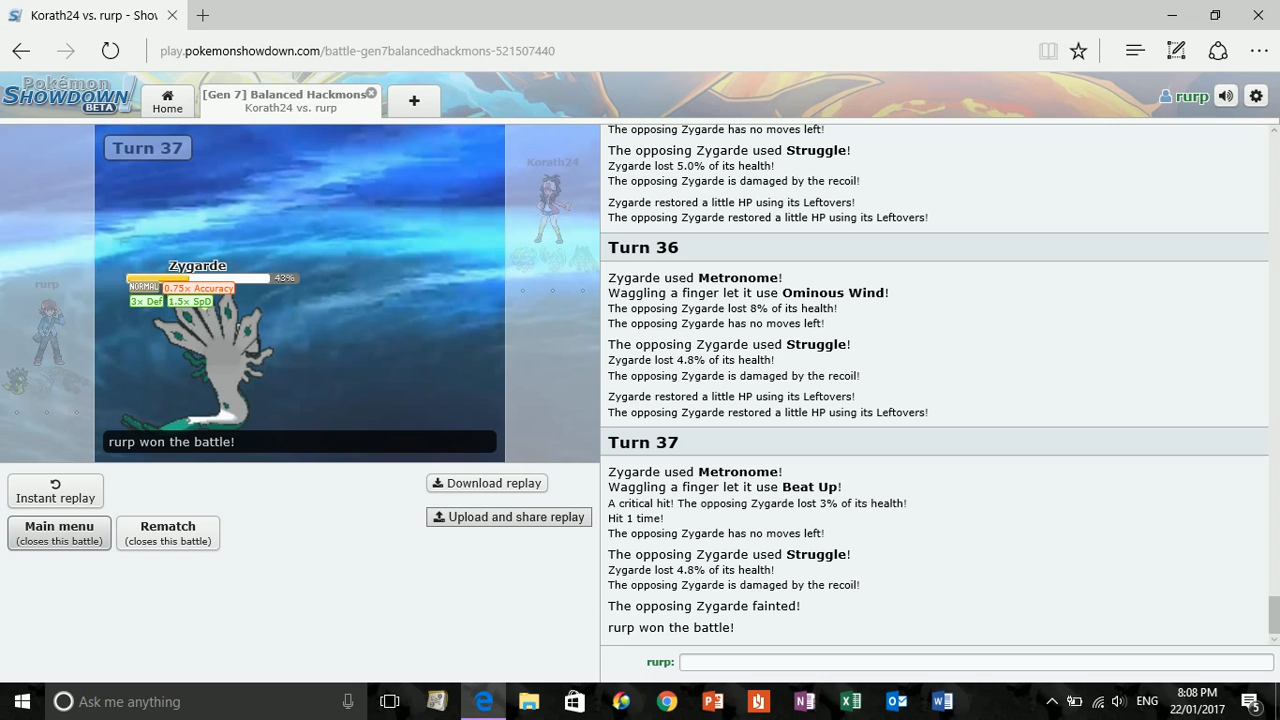 Korath24 vs. rurp - Shov
play.pokemonshowdown.com/battle-gen7balancedhackmons-521507440
Pokémon
SHOWDOWN
BETA
Home
[Gen 7] Balanced Hackmons
Korath24 vs. rurp
rurp
Turn 37
Korath24
rurp
Zygarde
43%
NORMAL 0.75× Accuracy
3× Def 1.5× SpD
rurp won the battle!
Instant replay
Download replay
Upload and share replay
Main menu
(closes this battle)
Rematch
(closes this battle)
The opposing Zygarde has no moves left!
The opposing Zygarde used Struggle!
Zygarde lost 5.0% of its health!
The opposing Zygarde is damaged by the recoil!
Zygarde restored a little HP using its Leftovers!
The opposing Zygarde restored a little HP using its Leftovers!
Turn 36
Zygarde used Metronome!
Waggling a finger let it use Ominous Wind!
The opposing Zygarde lost 8% of its health!
The opposing Zygarde has no moves left!
The opposing Zygarde used Struggle!
Zygarde lost 4.8% of its health!
The opposing Zygarde is damaged by the recoil!
Zygarde restored a little HP using its Leftovers!
The opposing Zygarde restored a little HP using its Leftovers!
Turn 37
Zygarde used Metronome!
Waggling a finger let it use Beat Up!
A critical hit! The opposing Zygarde lost 3% of its health!
Hit 1 time!
The opposing Zygarde has no moves left!
The opposing Zygarde used Struggle!
Zygarde lost 4.8% of its health!
The opposing Zygarde is damaged by the recoil!
The opposing Zygarde fainted!
rurp won the battle!
rurp:
Ask me anything
ENG
8:08 PM
22/01/2017
5